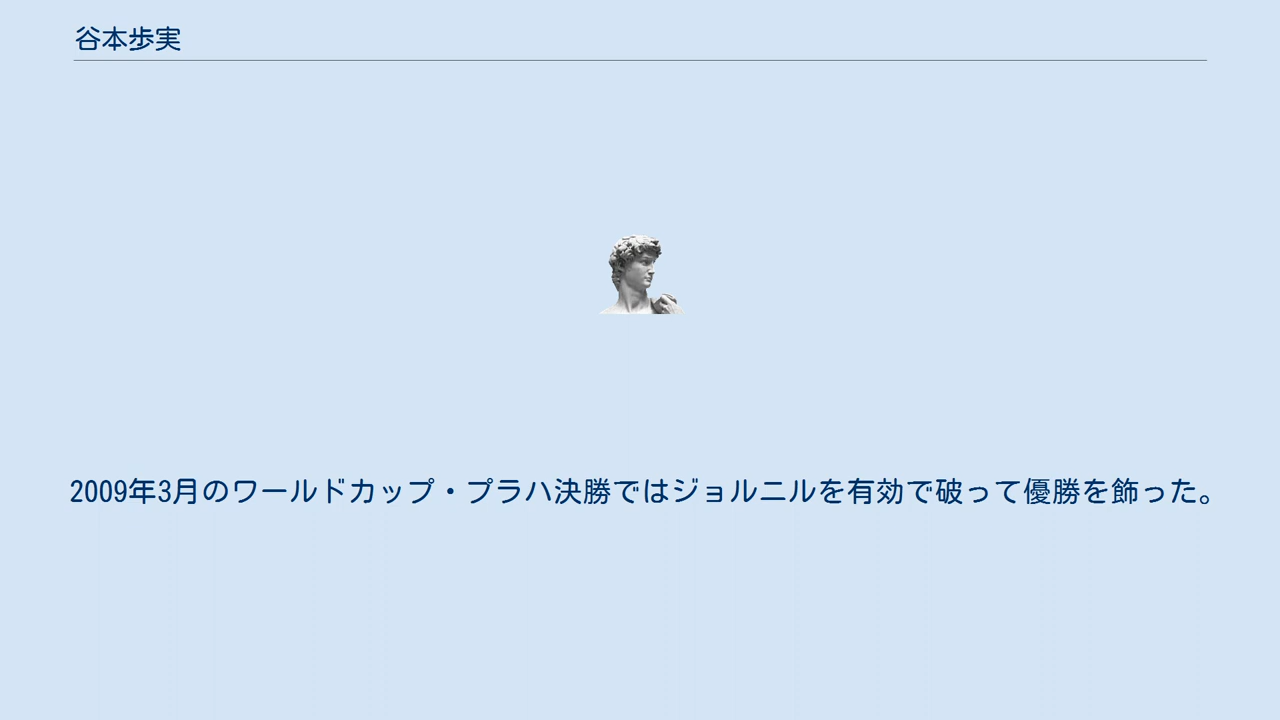 谷本歩実
2009年3月のワールドカップ・プラハ決勝ではジョルニルを有効で破って優勝を飾った。